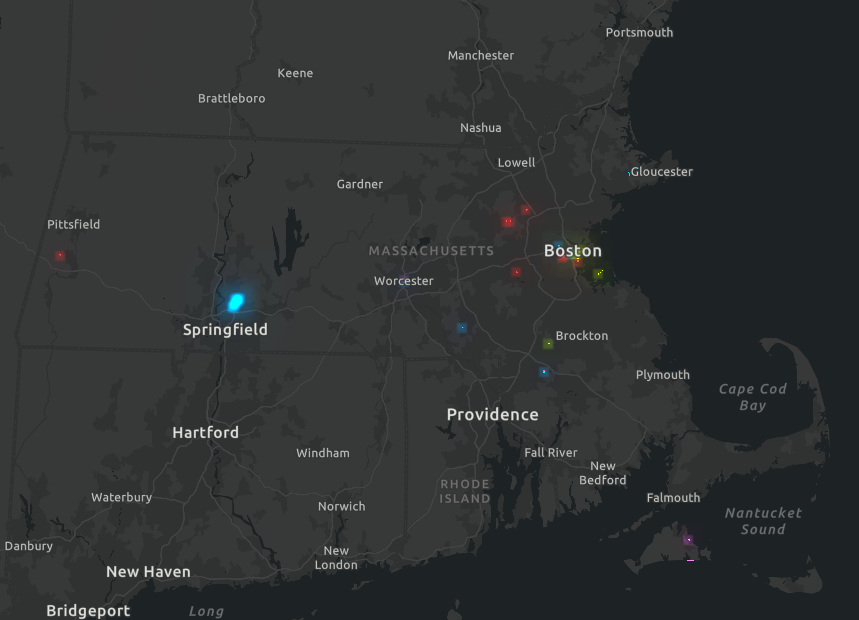 Portsmouth
Manchester
Keene
Brattleboro
Nashua
Lowell
Gloucester
Gardner
Pittsfield
MASSACHUSETTS
Boston
Worcester
Springfield
Brockton
Plymouth
Cape Cod
Bay
Providence
Hartford
Windham
Fall River
New
Bedford
RHODE
ISLAND
Waterbury
Norwich
Falmouth
Nantucket
Sound
Danbury
New
London
New Haven
Bridgeport
Long